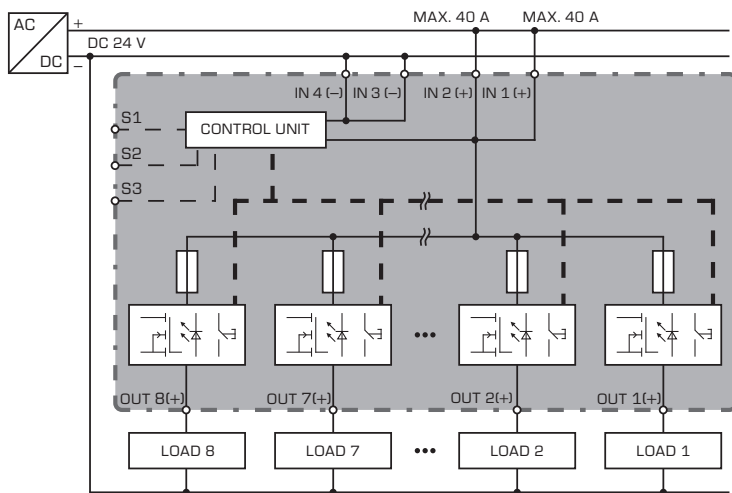 AC
+
MAX. 40 A MAX. 40 A
DC 24 V
DC
–
IN 4 (–) IN 3 (–) IN 2 (+) IN 1 (+)
S1
CONTROL UNIT
S2
S3
•••
OUT 8(+) OUT 7(+) OUT 2(+) OUT 1(+)
LOAD 8 LOAD 7 ••• LOAD 2 LOAD 1